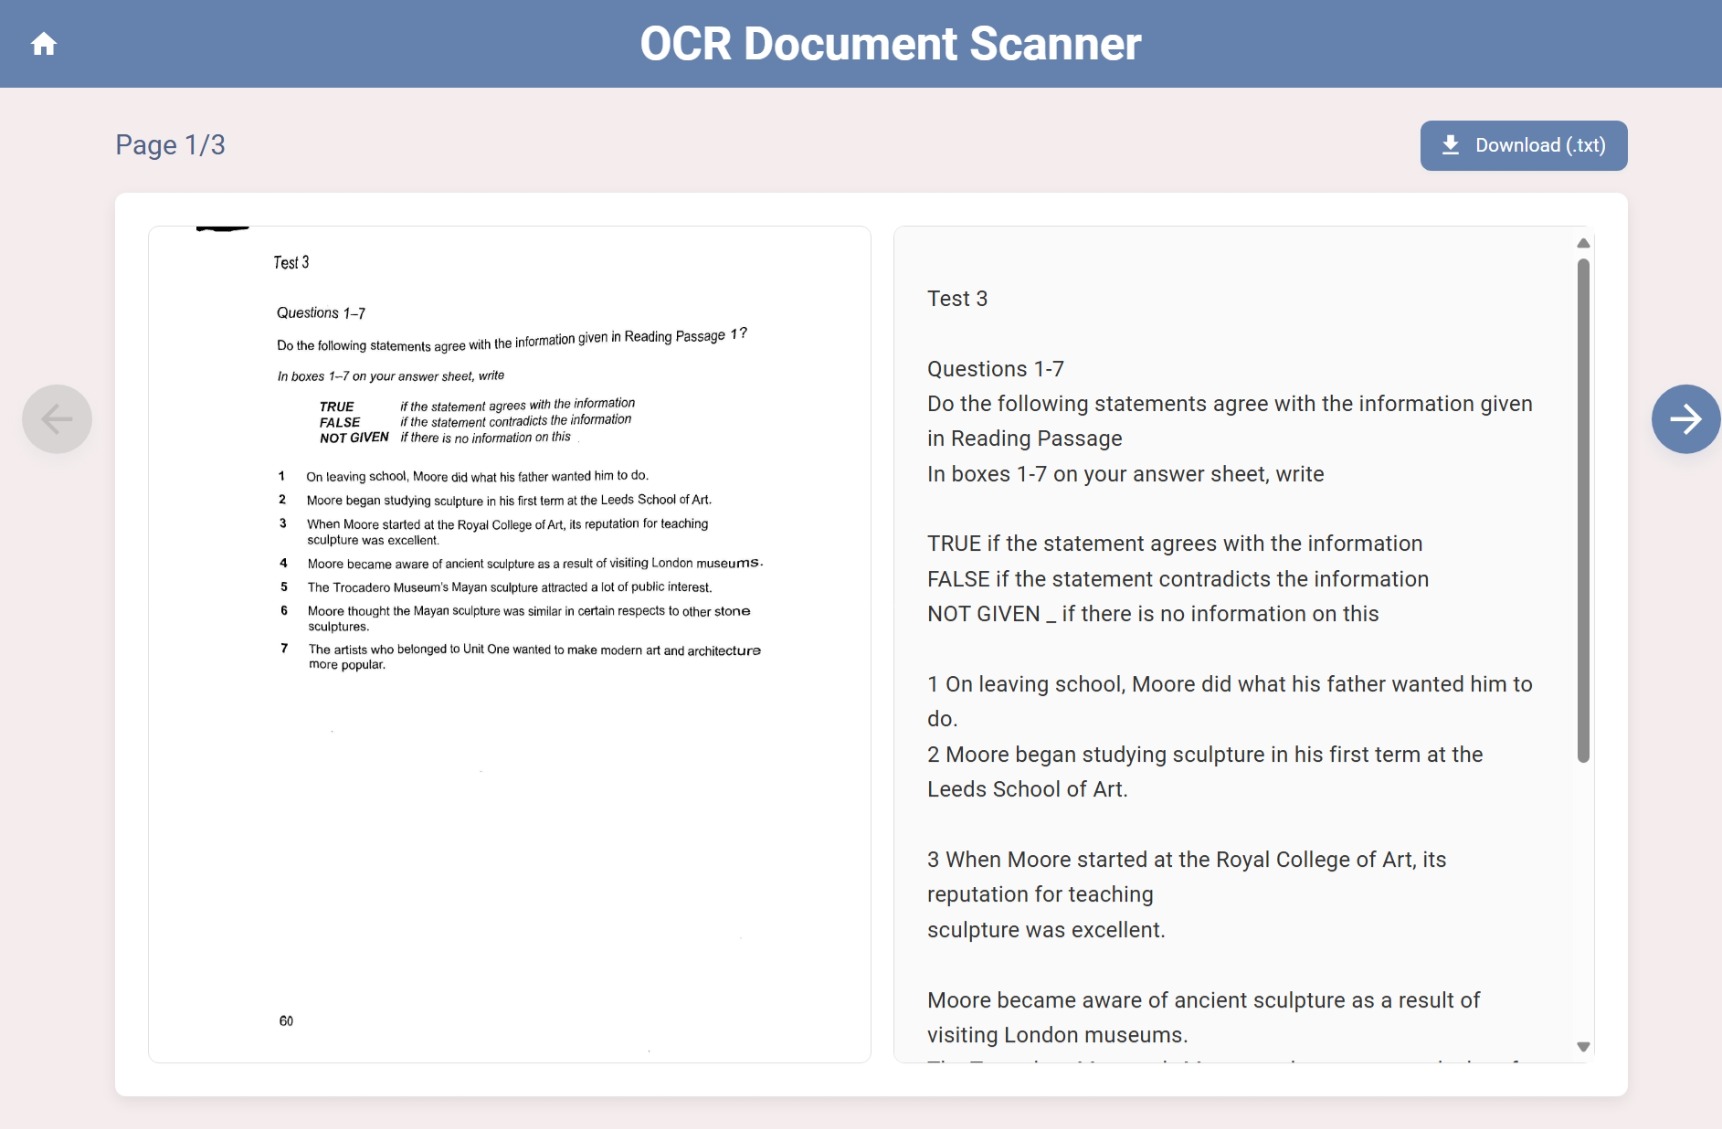 OCR Document Scanner
Page 1/3
Download (.txt)
Test 3
Questions 1–7
Do the following statements agree with the information given in Reading Passage 1?
In boxes 1–7 on your answer sheet, write
TRUE if the statement agrees with the information
FALSE if the statement contradicts the information
NOT GIVEN if there is no information on this
1 On leaving school, Moore did what his father wanted him to do.
2 Moore began studying sculpture in his first term at the Leeds School of Art.
3 When Moore started at the Royal College of Art, its reputation for teaching
sculpture was excellent.
4 Moore became aware of ancient sculpture as a result of visiting London museums.
5 The Trocadero Museum's Mayan sculpture attracted a lot of public interest.
6 Moore thought the Mayan sculpture was similar in certain respects to other stone
sculptures.
7 The artists who belonged to Unit One wanted to make modern art and architecture
more popular.
60
Test 3
Questions 1-7
Do the following statements agree with the information given
in Reading Passage
In boxes 1-7 on your answer sheet, write
TRUE if the statement agrees with the information
FALSE if the statement contradicts the information
NOT GIVEN _ if there is no information on this
1 On leaving school, Moore did what his father wanted him to
do.
2 Moore began studying sculpture in his first term at the
Leeds School of Art.
3 When Moore started at the Royal College of Art, its
reputation for teaching
sculpture was excellent.
Moore became aware of ancient sculpture as a result of
visiting London museums.